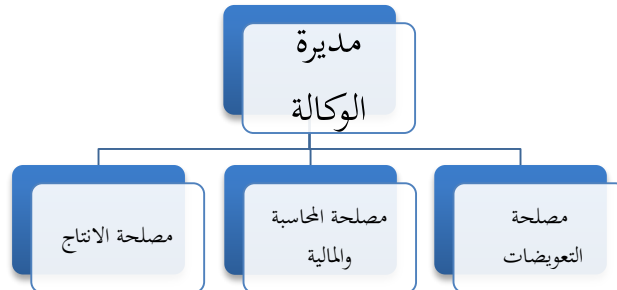 مديرة
الوكالة
مصلحة
التعويضات
مصلحة المحاسبة
والمالية
مصلحة الانتاج